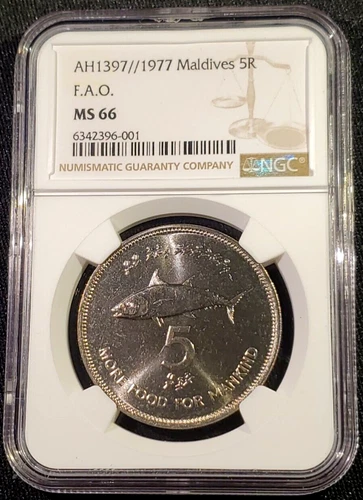 AH1397//1977 Maldives 5R
F.A.O.
MS 66
6342396-001
NUMISMATIC GUARANTY COMPANY
NGC
5
MORE FOOD FOR MANKIND